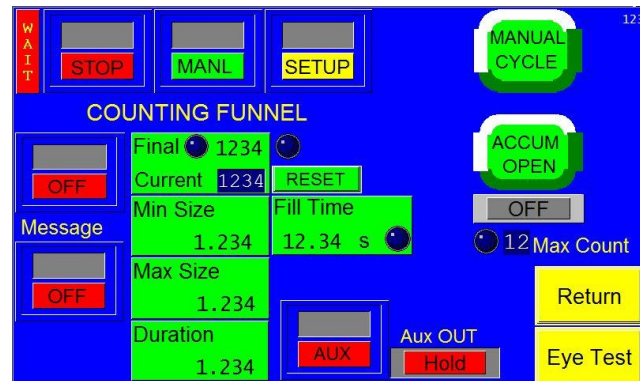 WAIT
STOP
MANL
SETUP
MANUAL
CYCLE
123
COUNTING FUNNEL
Final 1234
Current 1234
RESET
ACCUM
OPEN
OFF
OFF
Min Size
1.234
Fill Time
12.34 s
Message
12 Max Count
OFF
Max Size
1.234
Return
Duration
1.234
AUX
Aux OUT
Hold
Eye Test